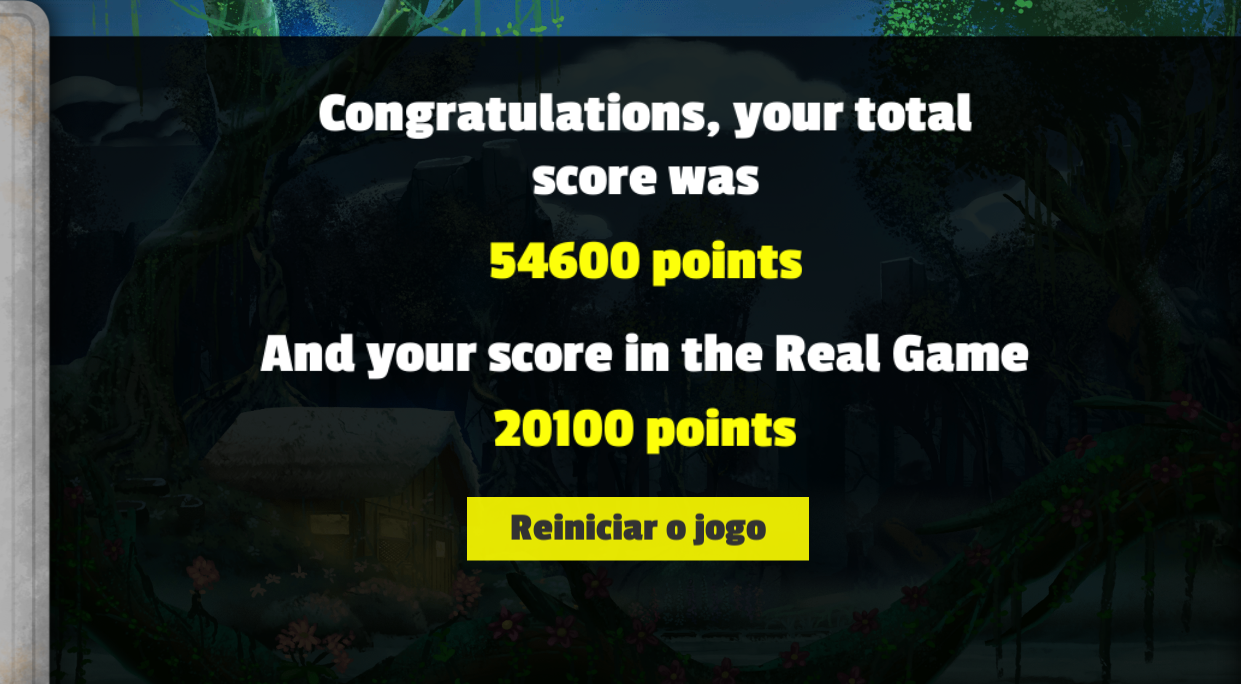 Congratulations, your total
score was
54600 points
And your score in the Real Game
20100 points
Reiniciar o jogo